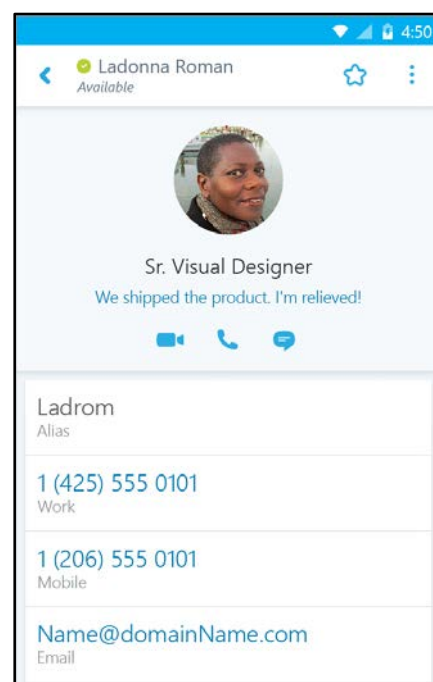 4:50
Ladonna Roman
Available
Sr. Visual Designer
We shipped the product. I'm relieved!
Ladrom
Alias
1 (425) 555 0101
Work
1 (206) 555 0101
Mobile
Name@domainName.com
Email